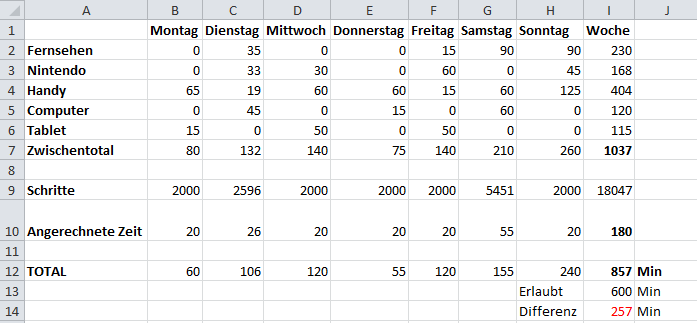 A B C D E F G H I J
1 Montag Dienstag Mittwoch Donnerstag Freitag Samstag Sonntag Woche
2 Fernsehen 0 35 0 0 15 90 90 230
3 Nintendo 0 33 30 0 60 0 45 168
4 Handy 65 19 60 60 15 60 125 404
5 Computer 0 45 0 15 0 60 0 120
6 Tablet 15 0 50 0 50 0 0 115
7 Zwischentotal 80 132 140 75 140 210 260 1037
8
9 Schritte 2000 2596 2000 2000 2000 5451 2000 18047
10 Angerechnete Zeit 20 26 20 20 20 55 20 180
11
12 TOTAL 60 106 120 55 120 155 240 857 Min
13 Erlaubt 600 Min
14 Differenz 257 Min